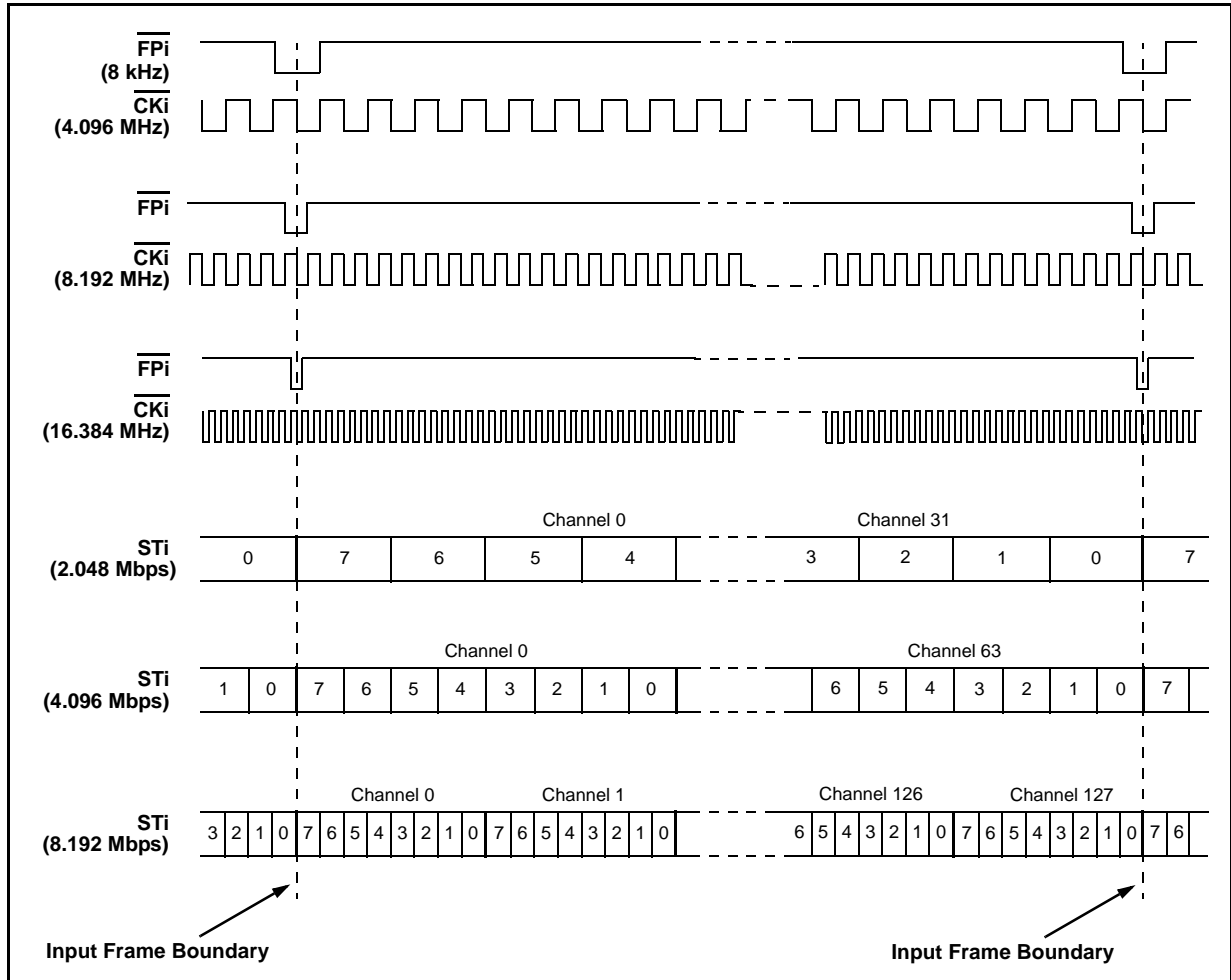 FPi
(8 kHz)
CKi
(4.096 MHz)
FPi
CKi
(8.192 MHz)
FPi
CKi
(16.384 MHz)
Channel 0 Channel 31
STi
(2.048 Mbps)
0 7 6 5 4 3 2 1 0 7
Channel 0 Channel 63
STi
(4.096 Mbps)
1 0 7 6 5 4 3 2 1 0 6 5 4 3 2 1 0 7
Channel 0 Channel 1 Channel 126 Channel 127
STi
(8.192 Mbps)
3 2 1 0 7 6 5 4 3 2 1 0 7 6 5 4 3 2 1 0 6 5 4 3 2 1 0 7 6 5 4 3 2 1 0 7 6
Input Frame Boundary Input Frame Boundary